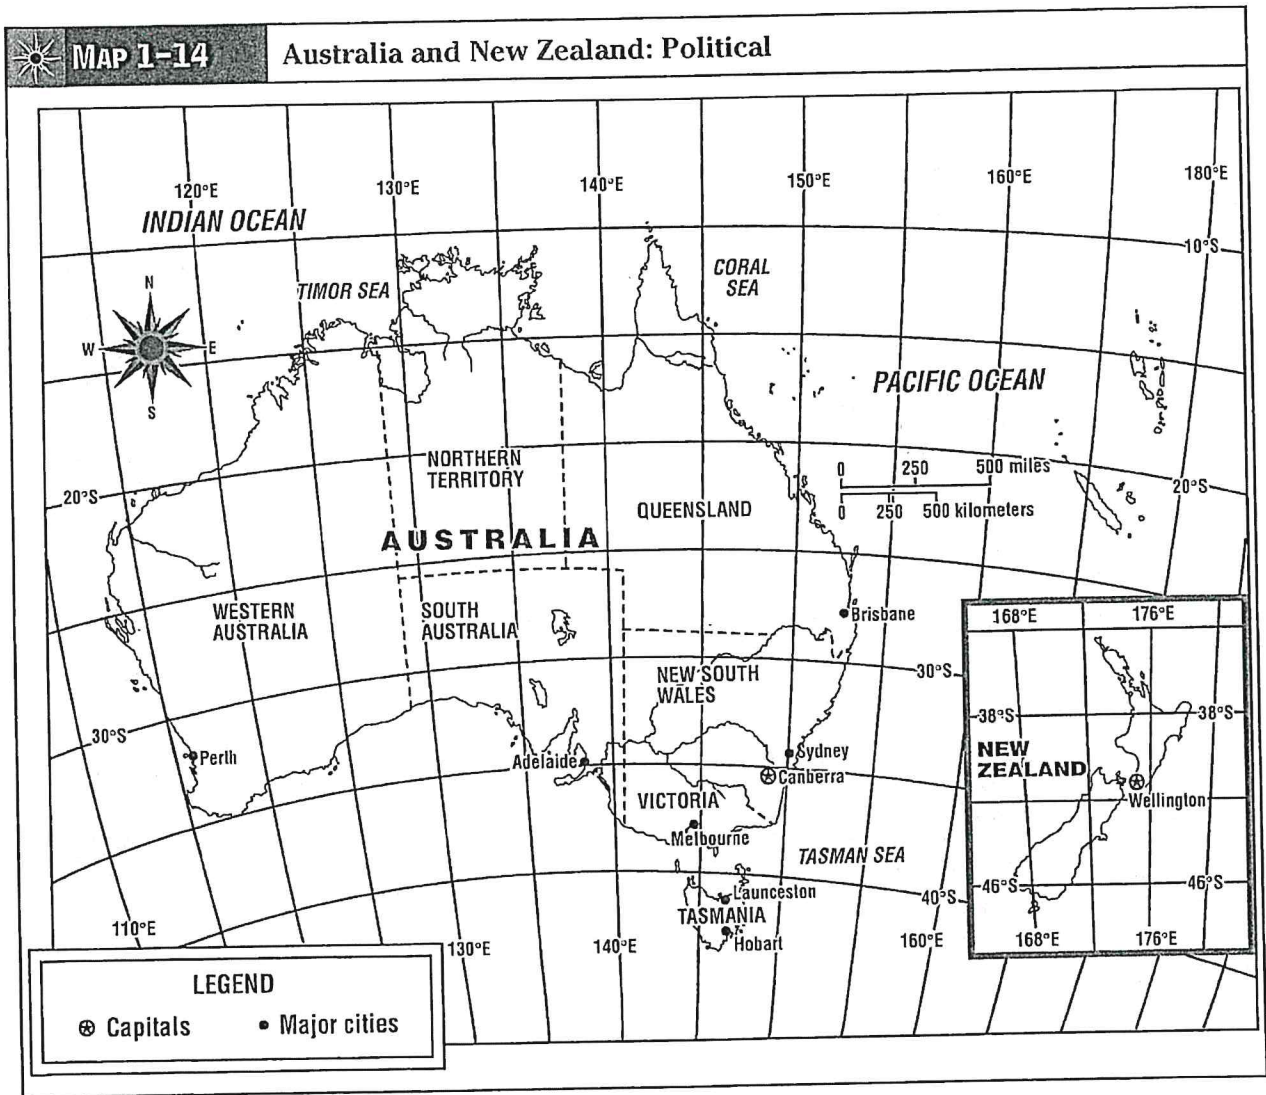 MAP 1–14
Australia and New Zealand: Political
120°E
130°E
140°E
150°E
160°E
180°E
INDIAN OCEAN
10°S
TIMOR SEA
CORAL
SEA
N
W
E
S
PACIFIC OCEAN
NORTHERN
TERRITORY
0
250
500 miles
20°S
20°S
QUEENSLAND
0
250
500 kilometers
AUSTRALIA
WESTERN
AUSTRALIA
SOUTH
AUSTRALIA
Brisbane
168°E
176°E
30°S
NEW SOUTH
WALES
38°S
38°S
30°S
Perth
Adelaide
Sydney
Canberra
NEW
ZEALAND
VICTORIA
Wellington
Melbourne
TASMAN SEA
46°S
46°S
Launceston
40°S
TASMANIA
Hobart
110°E
130°E
140°E
160°E
168°E
176°E
LEGEND
Capitals
Major cities